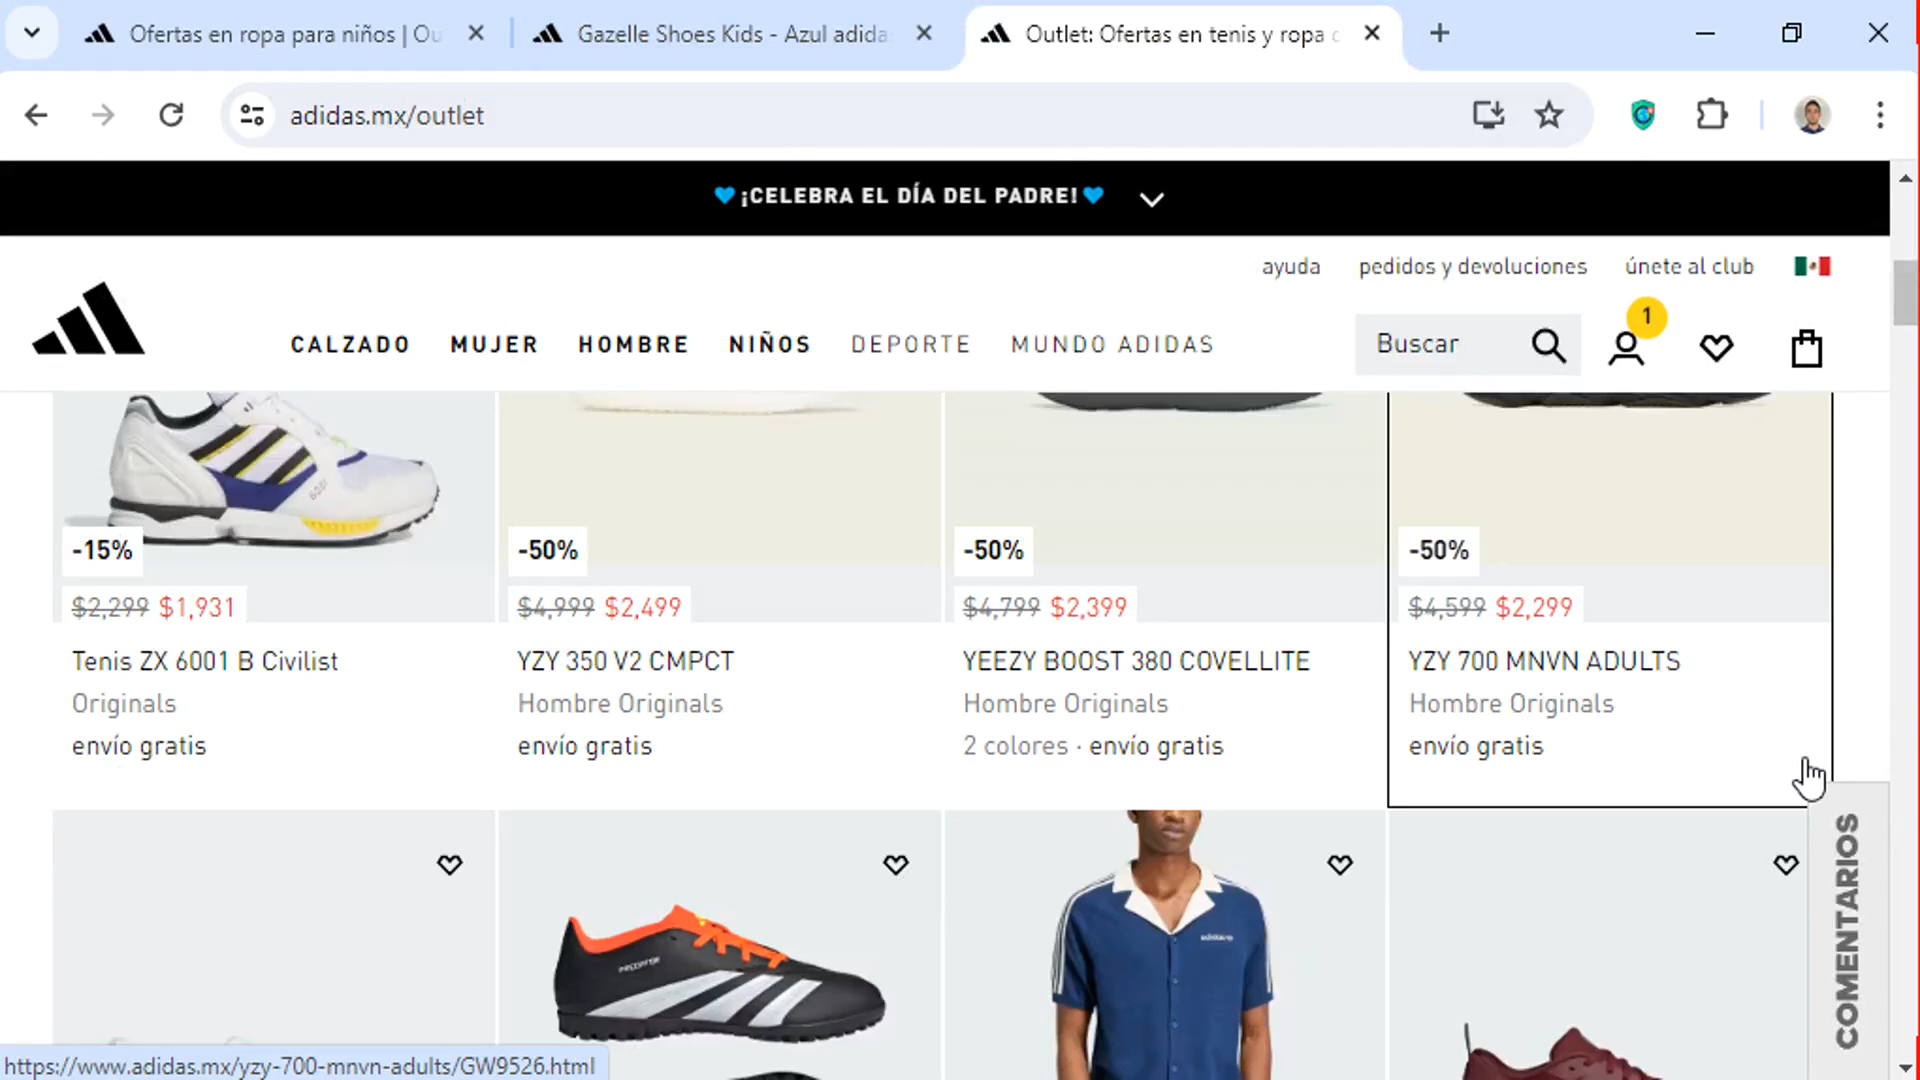 Ofertas en ropa para niños | Ou
Gazelle Shoes Kids - Azul adida
Outlet: Ofertas en tenis y ropa
adidas.mx/outlet
¡CELEBRA EL DÍA DEL PADRE!
ayuda
pedidos y devoluciones
únete al club
1
CALZADO
MUJER
HOMBRE
NIÑOS
DEPORTE
MUNDO ADIDAS
Buscar
-15%
$2,299 $1,931
Tenis ZX 6001 B Civilist
Originals
envío gratis
-50%
$4,999 $2,499
YZY 350 V2 CMPCT
Hombre Originals
envío gratis
-50%
$4,799 $2,399
YEEZY BOOST 380 COVELLITE
Hombre Originals
2 colores · envío gratis
-50%
$4,599 $2,299
YZY 700 MNVN ADULTS
Hombre Originals
envío gratis
PREDATOR
adidas
COMENTARIOS
https://www.adidas.mx/yzy-700-mnvn-adults/GW9526.html